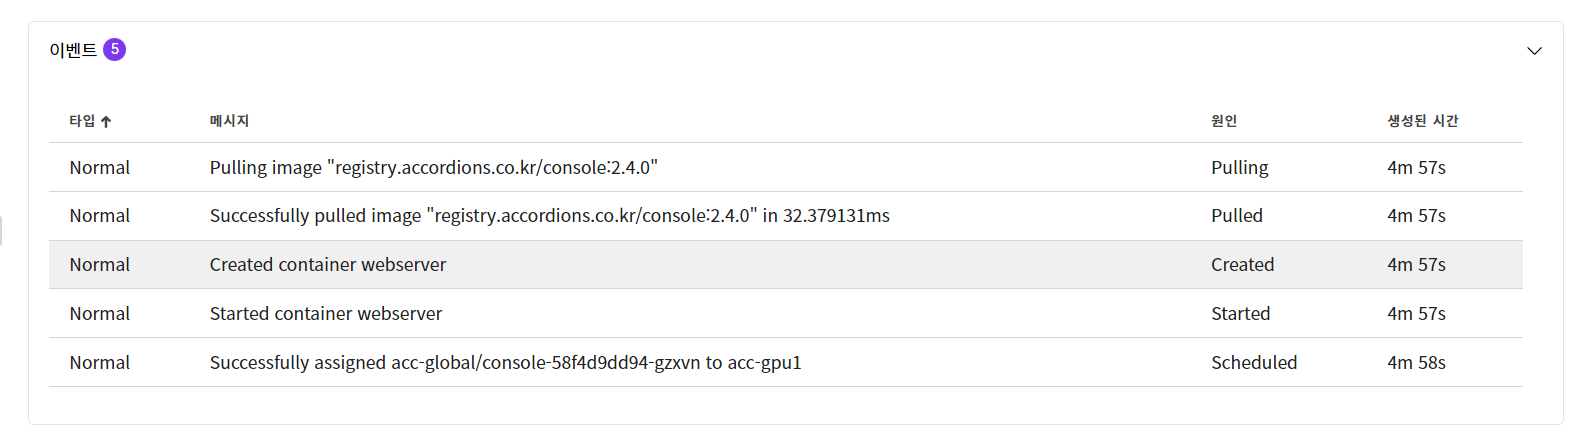 이벤트 5
타입 메시지 원인 생성된 시간
Normal Pulling image "registry.accordions.co.kr/console:2.4.0" Pulling 4m 57s
Normal Successfully pulled image "registry.accordions.co.kr/console:2.4.0" in 32.379131ms Pulled 4m 57s
Normal Created container webserver Created 4m 57s
Normal Started container webserver Started 4m 57s
Normal Successfully assigned acc-global/console-58f4d9dd94-gzxvn to acc-gpu1 Scheduled 4m 58s